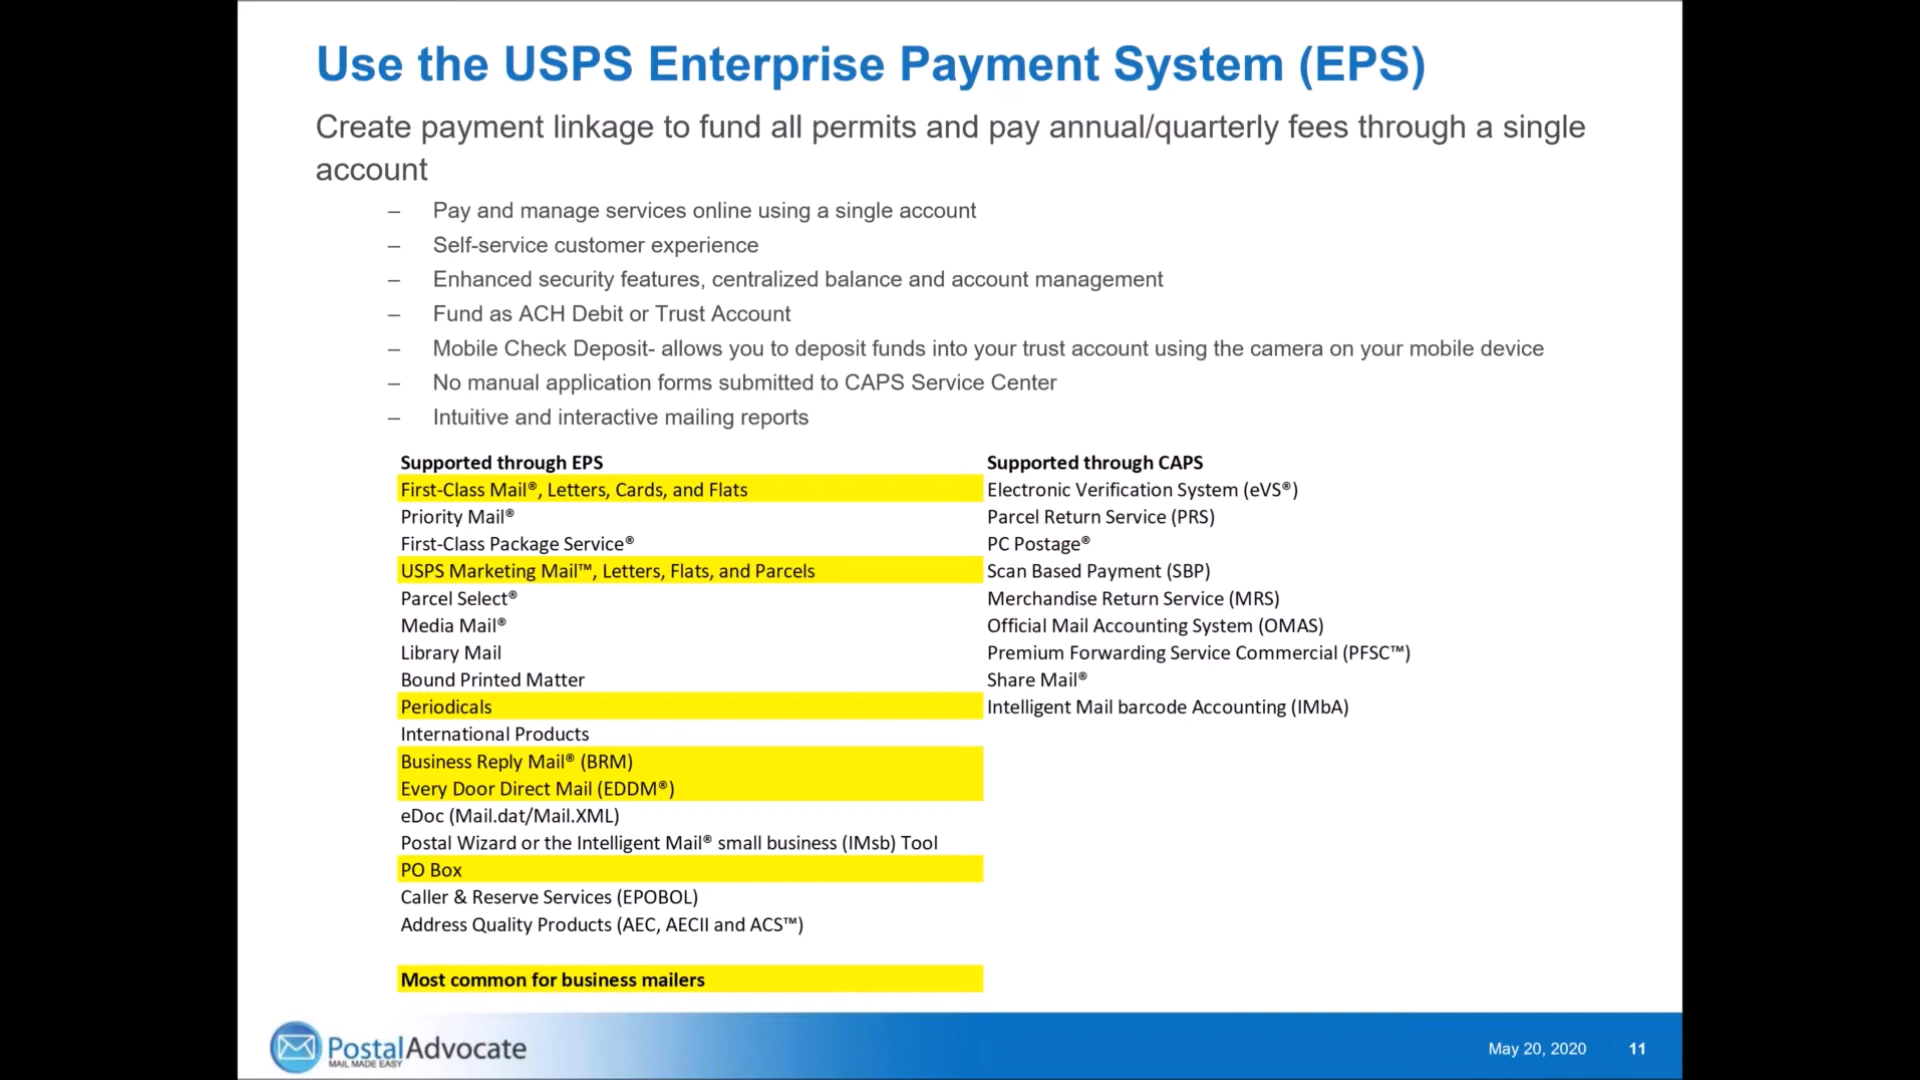 Use the USPS Enterprise Payment System (EPS)
Create payment linkage to fund all permits and pay annual/quarterly fees through a single
account
– Pay and manage services online using a single account
– Self-service customer experience
– Enhanced security features, centralized balance and account management
– Fund as ACH Debit or Trust Account
– Mobile Check Deposit- allows you to deposit funds into your trust account using the camera on your mobile device
– No manual application forms submitted to CAPS Service Center
– Intuitive and interactive mailing reports
Supported through EPS
First-Class Mail®, Letters, Cards, and Flats
Priority Mail®
First-Class Package Service®
USPS Marketing Mail™, Letters, Flats, and Parcels
Parcel Select®
Media Mail®
Library Mail
Bound Printed Matter
Periodicals
International Products
Business Reply Mail® (BRM)
Every Door Direct Mail (EDDM®)
eDoc (Mail.dat/Mail.XML)
Postal Wizard or the Intelligent Mail® small business (IMsb) Tool
PO Box
Caller & Reserve Services (EPOBOL)
Address Quality Products (AEC, AECII and ACS™)
Most common for business mailers
Supported through CAPS
Electronic Verification System (eVS®)
Parcel Return Service (PRS)
PC Postage®
Scan Based Payment (SBP)
Merchandise Return Service (MRS)
Official Mail Accounting System (OMAS)
Premium Forwarding Service Commercial (PFSC™)
Share Mail®
Intelligent Mail barcode Accounting (IMbA)
PostalAdvocate
MAIL MADE EASY
May 20, 2020 11